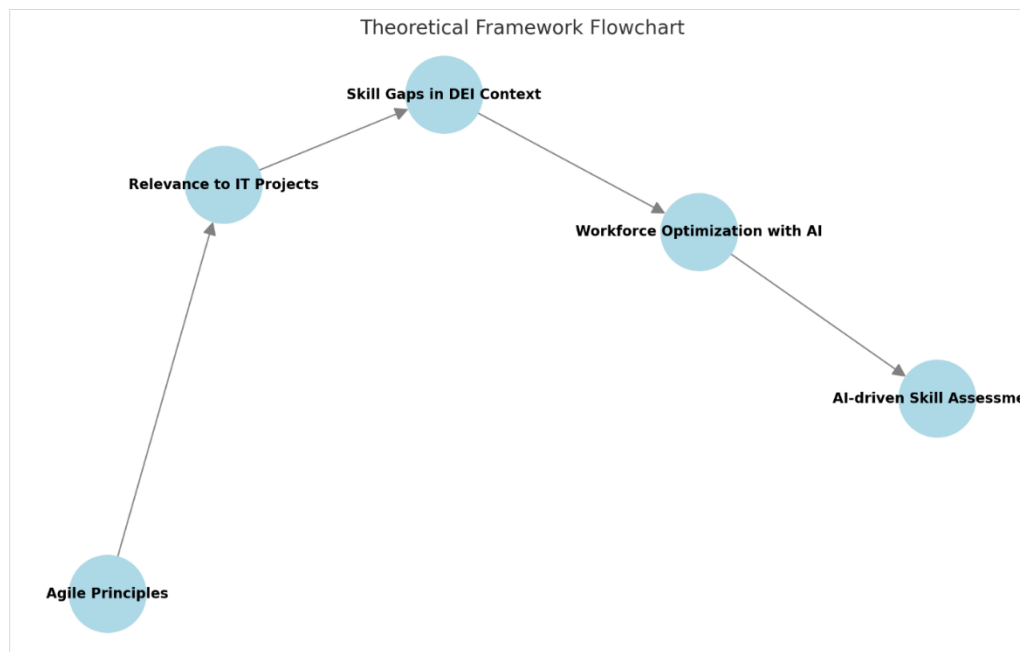 Theoretical Framework Flowchart
Skill Gaps in DEI Context
Relevance to IT Projects
Workforce Optimization with AI
AI-driven Skill Assessme
Agile Principles